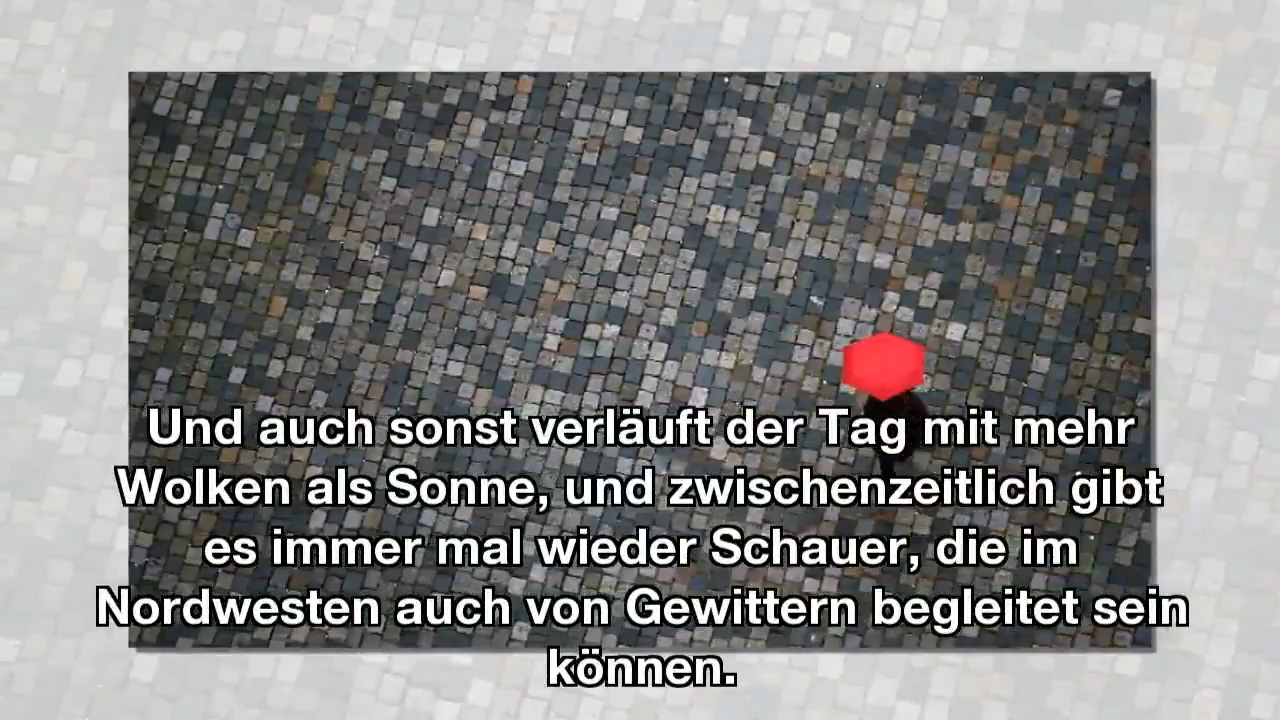 Und auch sonst verläuft der Tag mit mehr
Wolken als Sonne, und zwischenzeitlich gibt
es immer mal wieder Schauer, die im
Nordwesten auch von Gewittern begleitet sein
können.